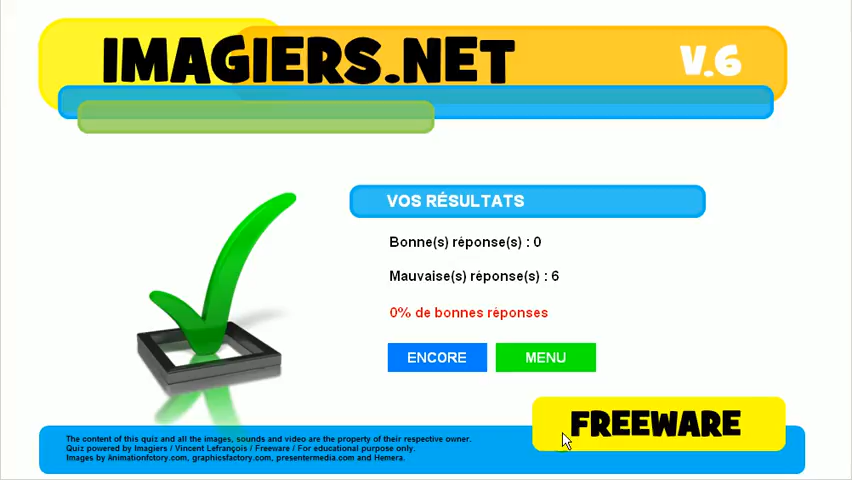 IMAGIERS.NET
V.6
VOS RÉSULTATS
Bonne(s) réponse(s) : 0
Mauvaise(s) réponse(s) : 6
0% de bonnes réponses
ENCORE
MENU
FREEWARE
The content of this quiz and all the images, sounds and video are the property of their respective owner.
Quiz powered by Imagiers / Vincent Lefrançois / Freeware / For educational purpose only.
Images by Animationfctory.com, graphicsfactory.com, presentermedia.com and Hemera.